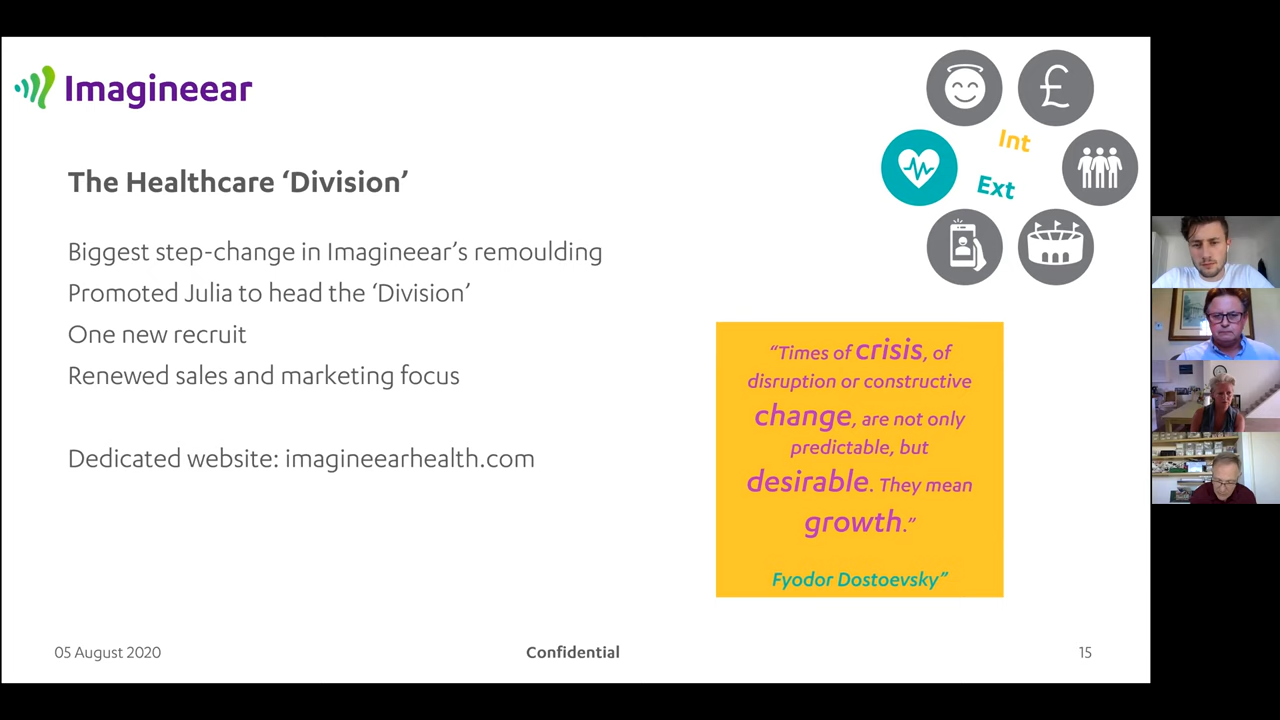 Imagineear
£
Int
Ext
The Healthcare ‘Division’
Biggest step-change in Imagineear’s remoulding
Promoted Julia to head the ‘Division’
One new recruit
Renewed sales and marketing focus
Dedicated website: imagineearhealth.com
“Times of crisis, of
disruption or constructive
change, are not only
predictable, but
desirable. They mean
growth.”
Fyodor Dostoevsky”
05 August 2020
Confidential
15